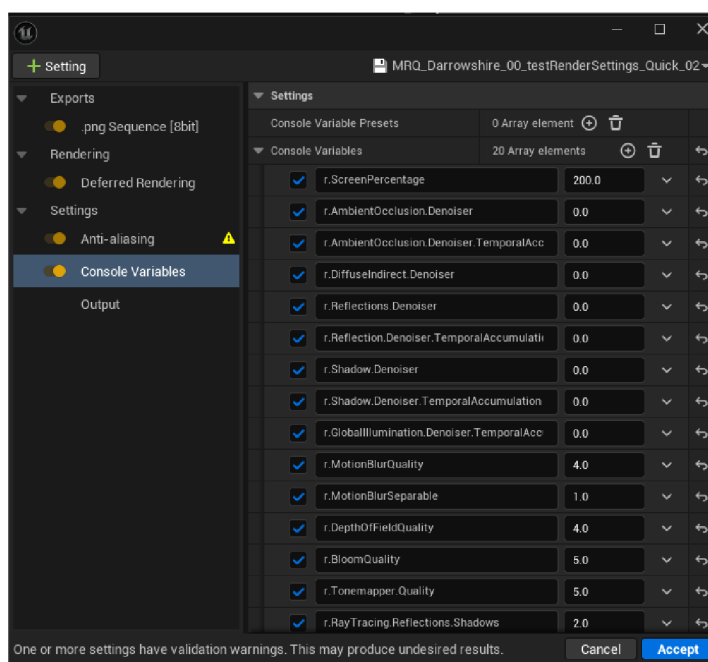 + Setting
MRQ_Darrowshire_00_testRenderSettings_Quick_02
Exports
.png Sequence [8bit]
Rendering
Deferred Rendering
Settings
Anti-aliasing
Console Variables
Output
Settings
Console Variable Presets 0 Array element
Console Variables 20 Array elements
r.ScreenPercentage 200.0
r.AmbientOcclusion.Denoiser 0.0
r.AmbientOcclusion.Denoiser.TemporalAcc 0.0
r.DiffuseIndirect.Denoiser 0.0
r.Reflections.Denoiser 0.0
r.Reflection.Denoiser.TemporalAccumulati 0.0
r.Shadow.Denoiser 0.0
r.Shadow.Denoiser.TemporalAccumulation 0.0
r.GlobalIllumination.Denoiser.TemporalAcc 0.0
r.MotionBlurQuality 4.0
r.MotionBlurSeparable 1.0
r.DepthOfFieldQuality 4.0
r.BloomQuality 5.0
r.Tonemapper.Quality 5.0
r.RayTracing.Reflections.Shadows 2.0
One or more settings have validation warnings. This may produce undesired results. Cancel Accept